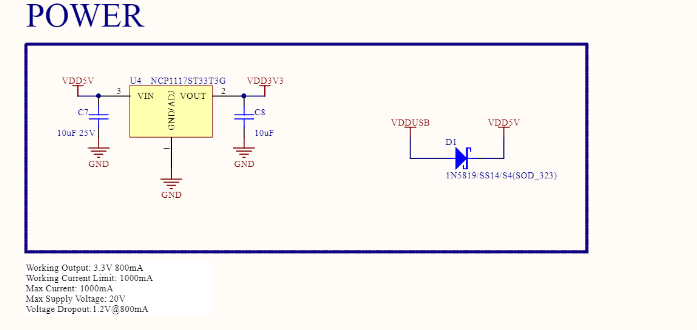 POWER
VDD5V
U4 NCP1117ST33T3G
VDD3V3
3
VIN
VOUT
2
GND/ADJ
C7
10uF 25V
C8
10uF
1
GND
GND
GND
VDDUSB
VDD5V
D1
1N5819/SS14/S4(SOD_323)
Working Output: 3.3V 800mA
Working Current Limit: 1000mA
Max Current: 1000mA
Max Supply Voltage: 20V
Voltage Dropout:1.2V@800mA